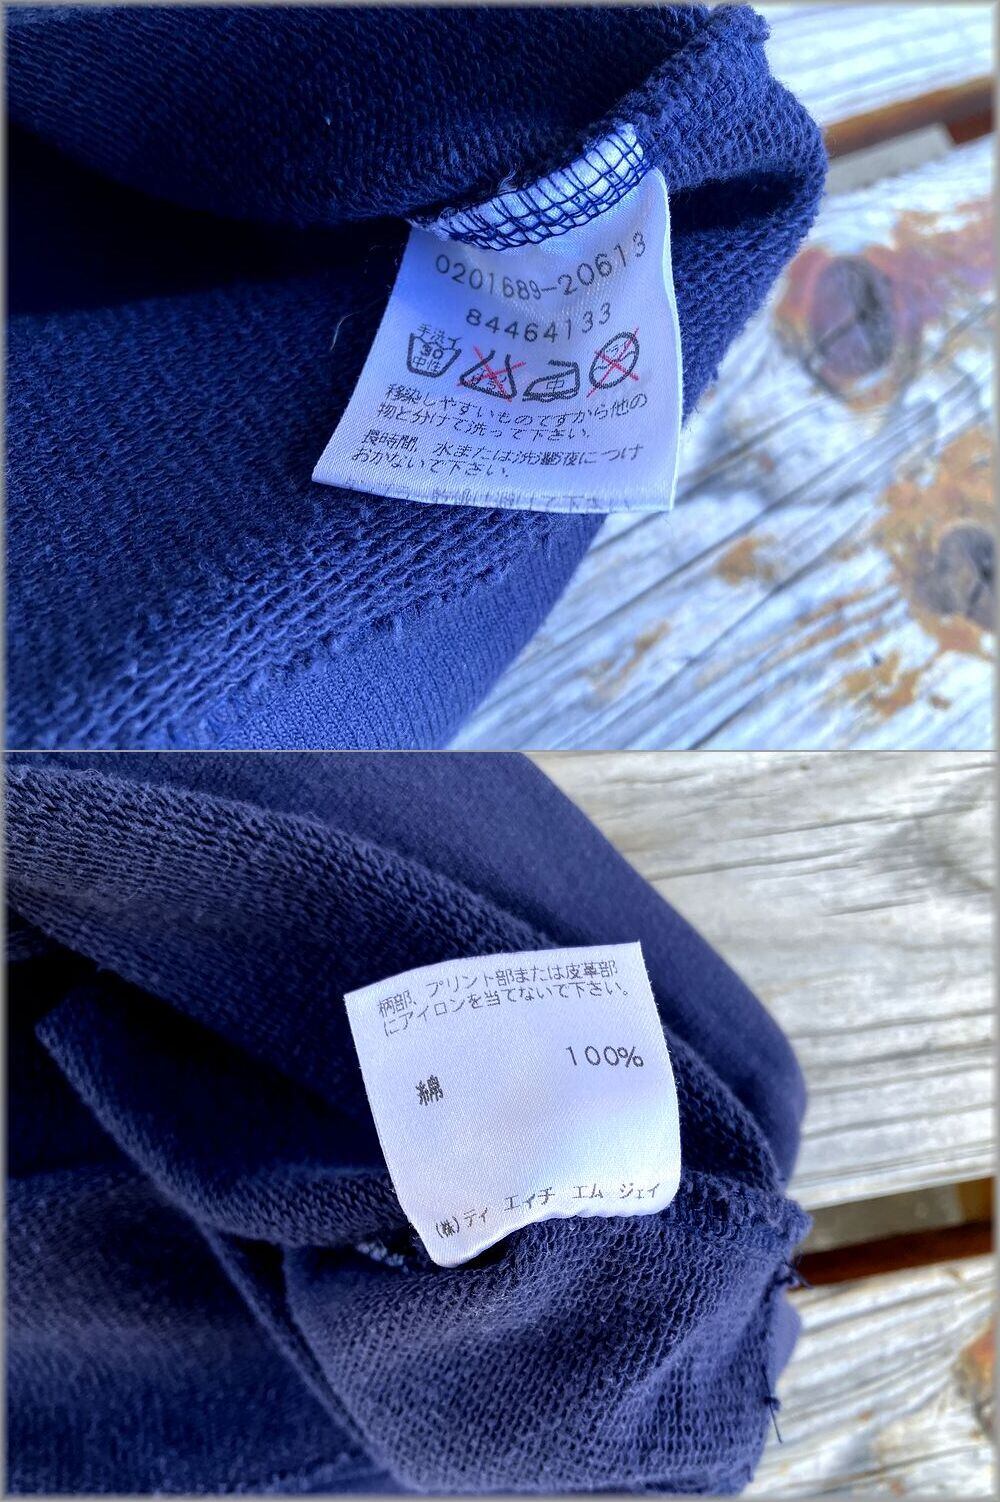 0201689-20613
84464133
手洗イ
30
中性
中
移染しやすいものですから他の
物と分けて洗って下さい.
長時間, 水または洗濯液につけ
おかないで下さい.
柄部、プリント部または皮革部
にアイロンを当てないで下さい。
綿 100%
(株)ティ エイチ エム ジェイ